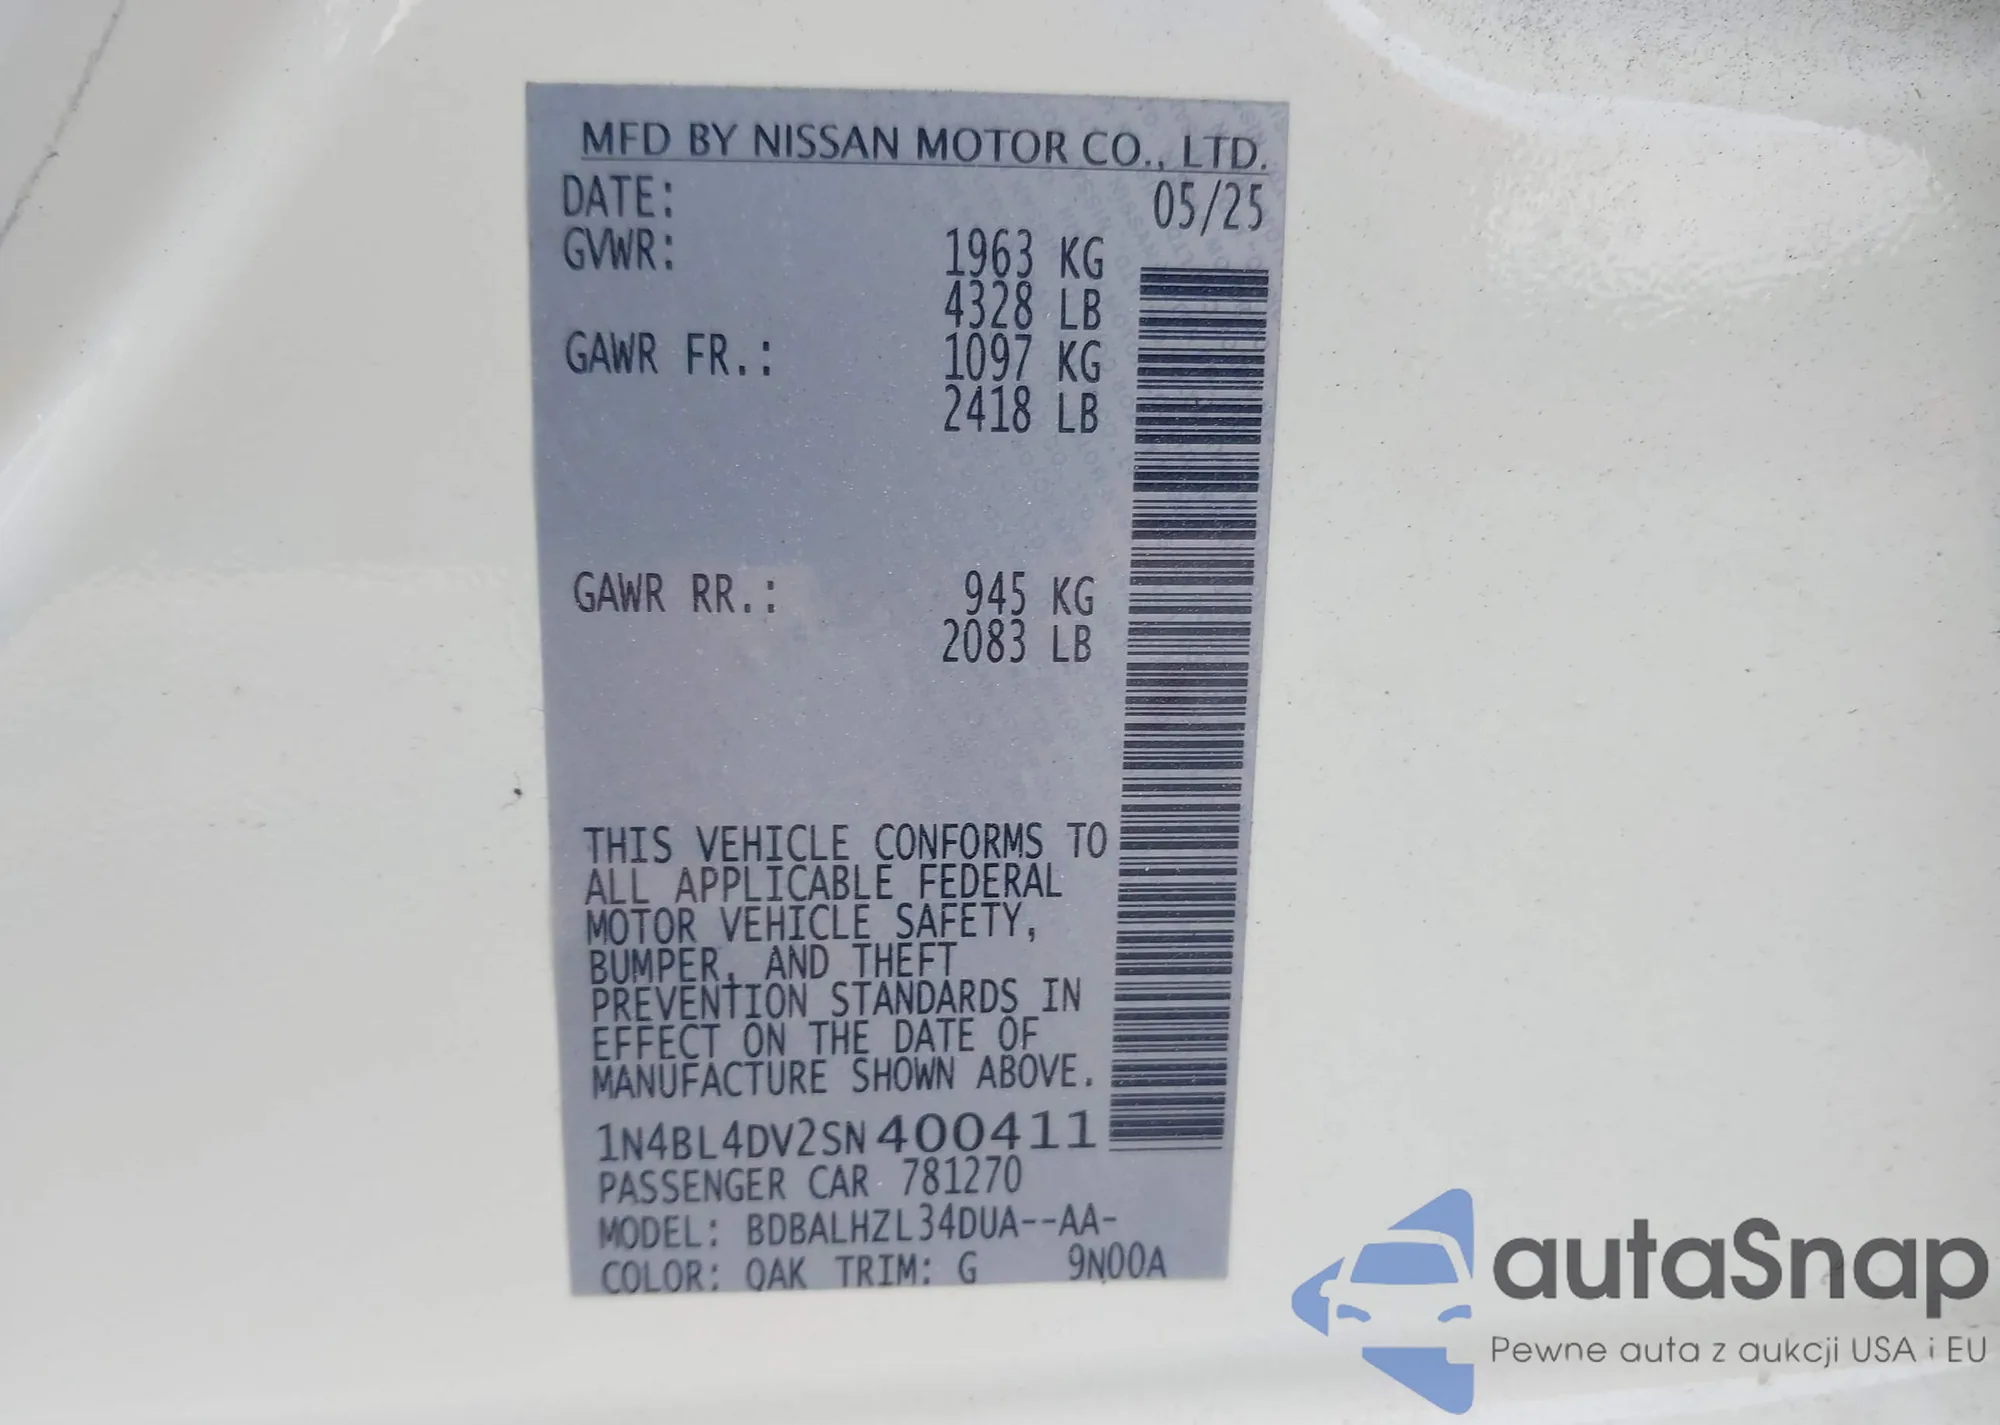 MFD BY NISSAN MOTOR CO., LTD.
DATE: 05/25
GVWR: 1963 KG
4328 LB
GAWR FR.: 1097 KG
2418 LB
GAWR RR.: 945 KG
2083 LB
THIS VEHICLE CONFORMS TO
ALL APPLICABLE FEDERAL
MOTOR VEHICLE SAFETY,
BUMPER, AND THEFT
PREVENTION STANDARDS IN
EFFECT ON THE DATE OF
MANUFACTURE SHOWN ABOVE.
1N4BL4DV2SN400411
PASSENGER CAR 781270
MODEL: BDBALHZL34DUA--AA-
COLOR: QAK TRIM: G 9N00A
autaSnap
Pewne auta z aukcji USA i EU